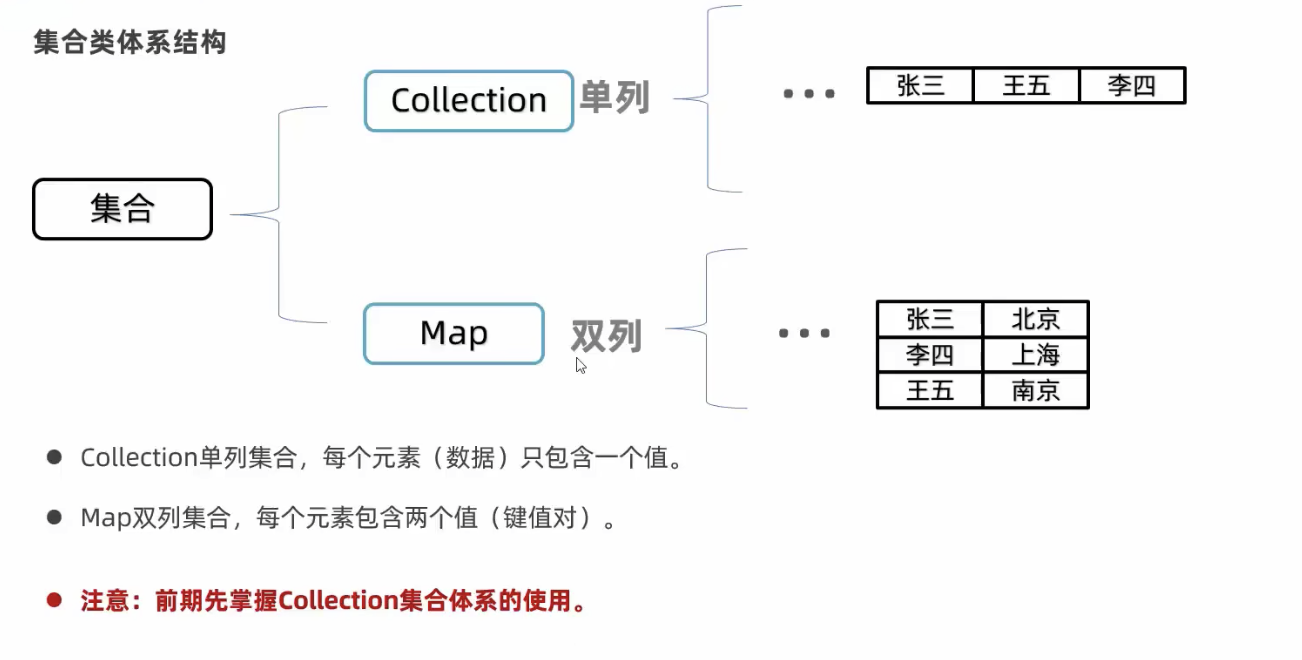 集合类体系结构
Collection 单列
... 张三 王五 李四
集合
Map 双列
... 张三 北京
李四 上海
王五 南京
● Collection单列集合，每个元素（数据）只包含一个值。
● Map双列集合，每个元素包含两个值（键值对）。
● 注意：前期先掌握Collection集合体系的使用。